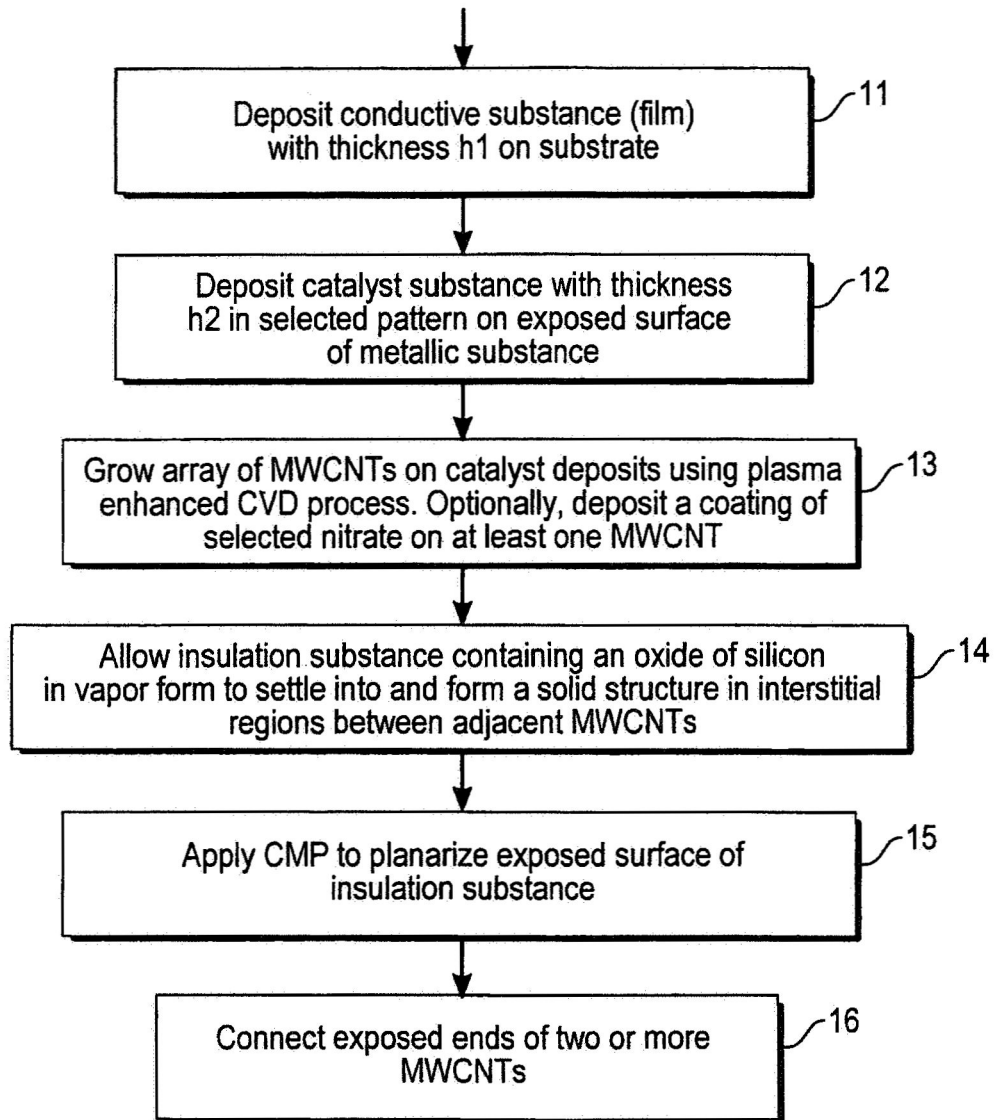 11
Deposit conductive substance (film)
with thickness h1 on substrate
12
Deposit catalyst substance with thickness
h2 in selected pattern on exposed surface
of metallic substance
13
Grow array of MWCNTs on catalyst deposits using plasma
enhanced CVD process. Optionally, deposit a coating of
selected nitrate on at least one MWCNT
14
Allow insulation substance containing an oxide of silicon
in vapor form to settle into and form a solid structure in interstitial
regions between adjacent MWCNTs
15
Apply CMP to planarize exposed surface of
insulation substance
16
Connect exposed ends of two or more
MWCNTs